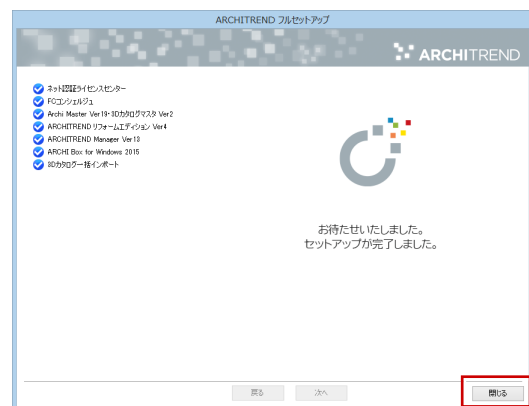 ARCHITREND フルセットアップ
ARCHITREND
ネット認証ライセンスセンター
FCコンシェルジュ
Archi Master Ver19・3Dカタログマスタ Ver2
ARCHITREND リフォームエディション Ver4
ARCHITREND Manager Ver13
ARCHI Box for Windows 2015
3Dカタログ一括インポート
お待たせいたしました。
セットアップが完了しました。
戻る
次へ
閉じる